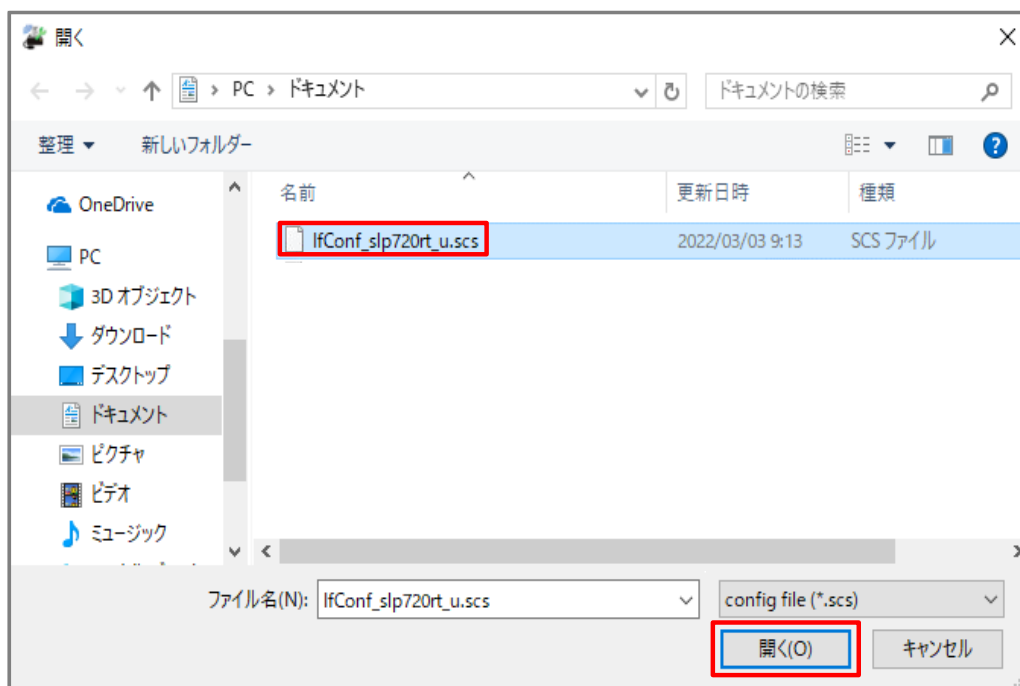 開く
PC › ドキュメント
ドキュメントの検索
整理
新しいフォルダー
OneDrive
PC
3D オブジェクト
ダウンロード
デスクトップ
ドキュメント
ピクチャ
ビデオ
ミュージック
名前 更新日時 種類
IfConf_slp720rt_u.scs 2022/03/03 9:13 SCS ファイル
ファイル名(N): IfConf_slp720rt_u.scs config file (*.scs)
開く(O) キャンセル